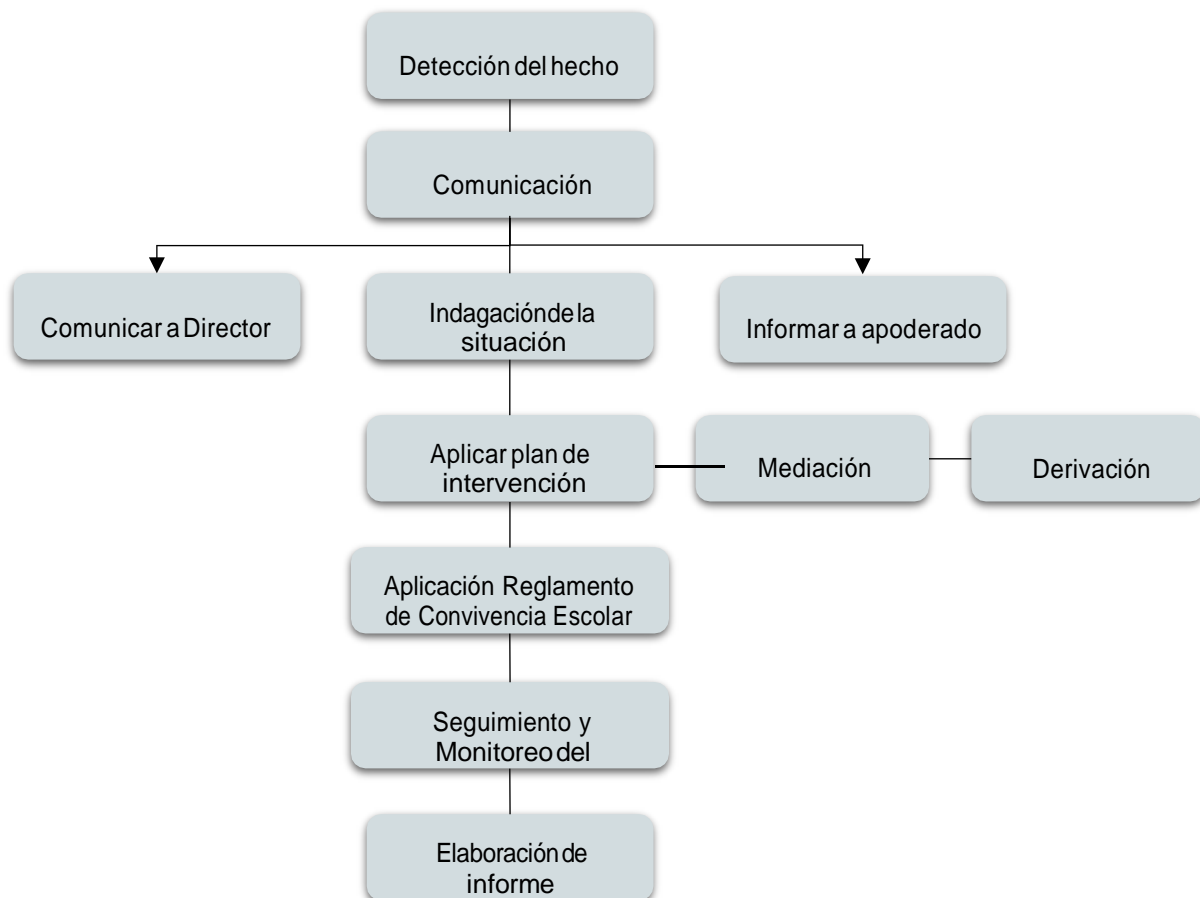 Detección del hecho
Comunicación
Comunicar a Director
Indagación de la
situación
Informar a apoderado
Aplicar plan de
intervención
Mediación
Derivación
Aplicación Reglamento
de Convivencia Escolar
Seguimiento y
Monitoreo del
Elaboración de
informe